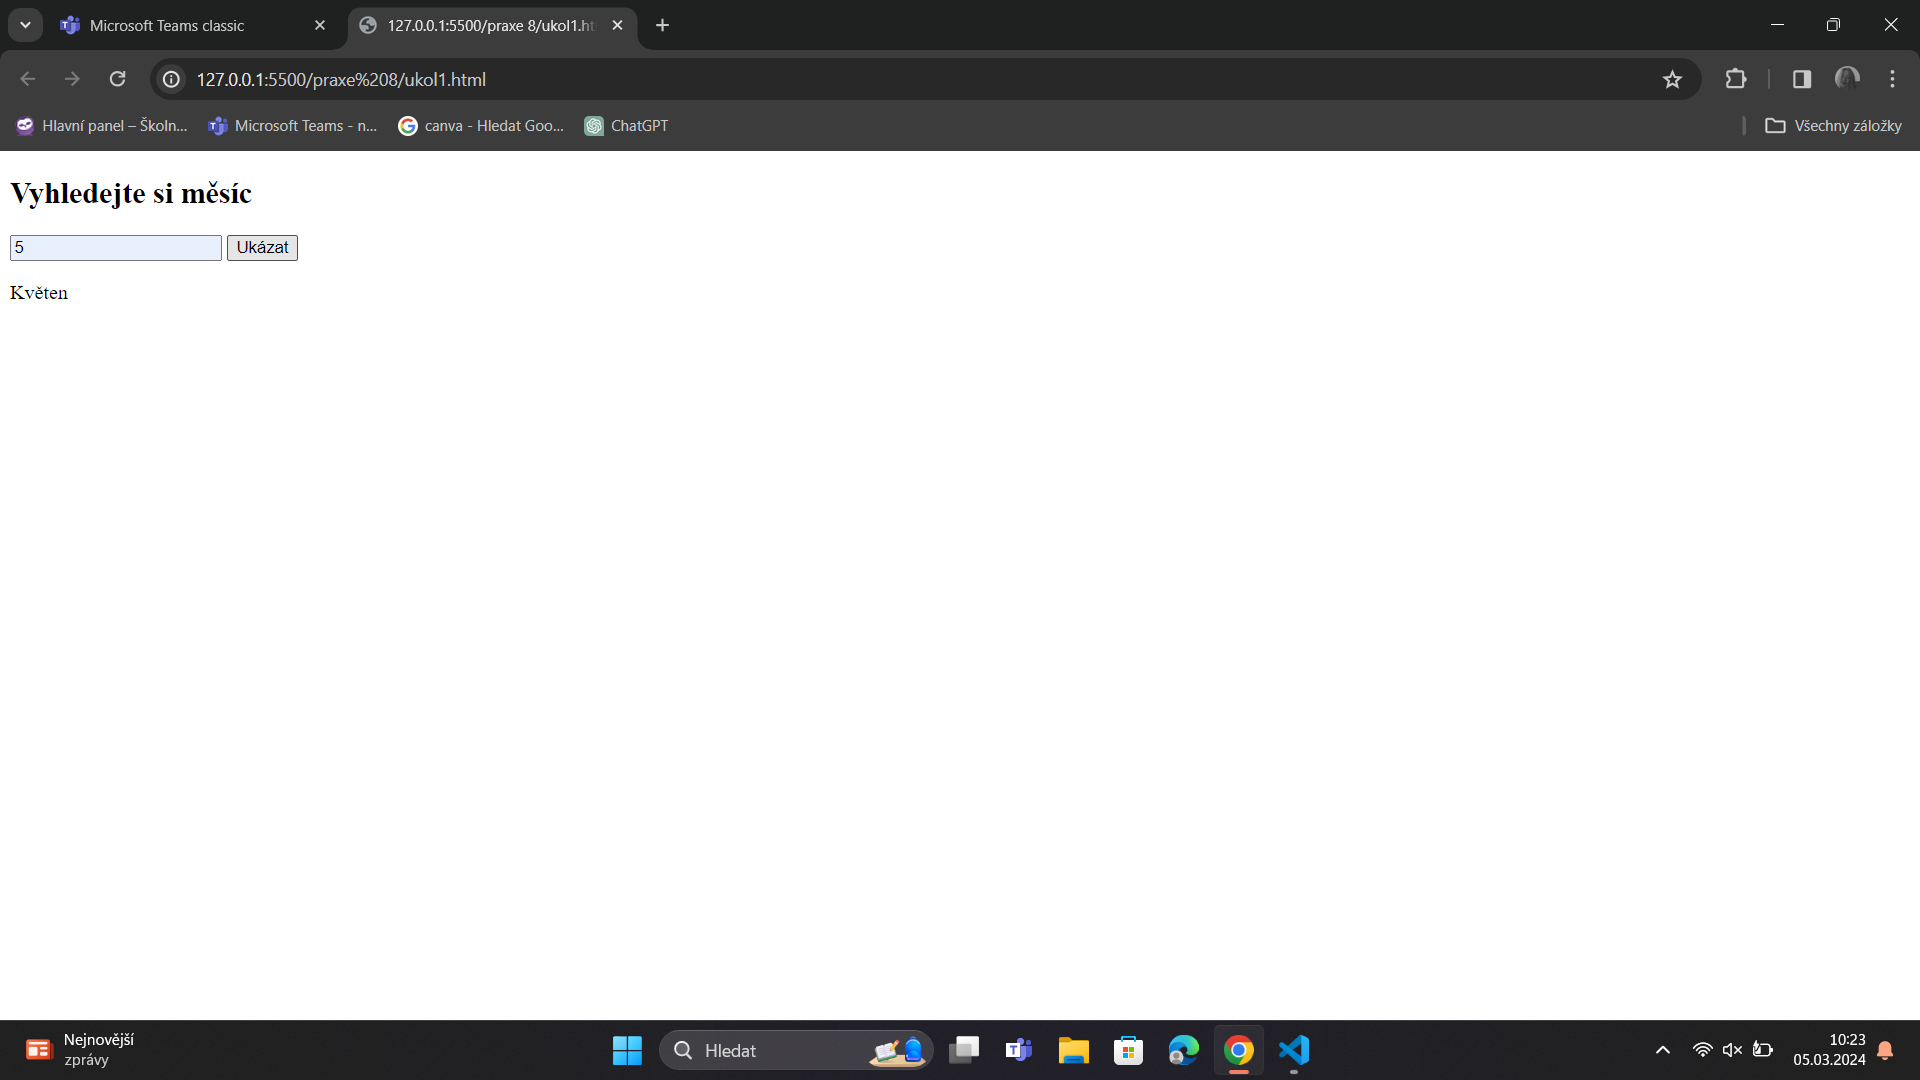 Microsoft Teams classic
127.0.0.1:5500/praxe 8/ukol1.ht
127.0.0.1:5500/praxe%208/ukol1.html
Hlavní panel – Školn...
Microsoft Teams - n...
canva - Hledat Goo...
ChatGPT
Všechny záložky
Vyhledejte si měsíc
5
Ukázat
Květen
Nejnovější
zprávy
Hledat
10:23
05.03.2024